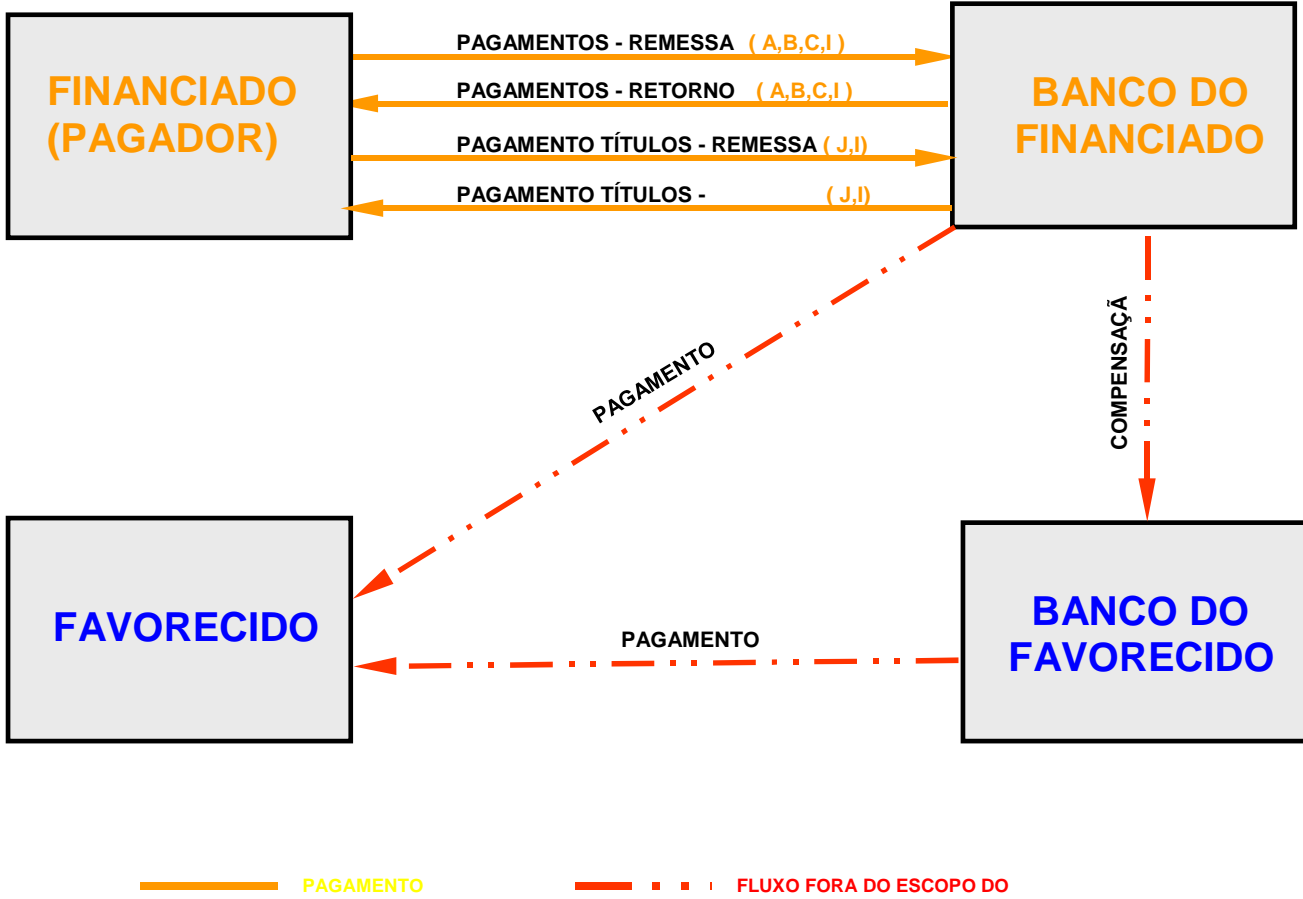 PAGAMENTOS - REMESSA ( A,B,C,I )
FINANCIADO
(PAGADOR)
PAGAMENTOS - RETORNO ( A,B,C,I )
PAGAMENTO TÍTULOS - REMESSA ( J,I)
PAGAMENTO TÍTULOS - ( J,I)
BANCO DO
FINANCIADO
PAGAMENTO
COMPENSAÇÃ
FAVORECIDO
PAGAMENTO
BANCO DO
FAVORECIDO
PAGAMENTO
FLUXO FORA DO ESCOPO DO